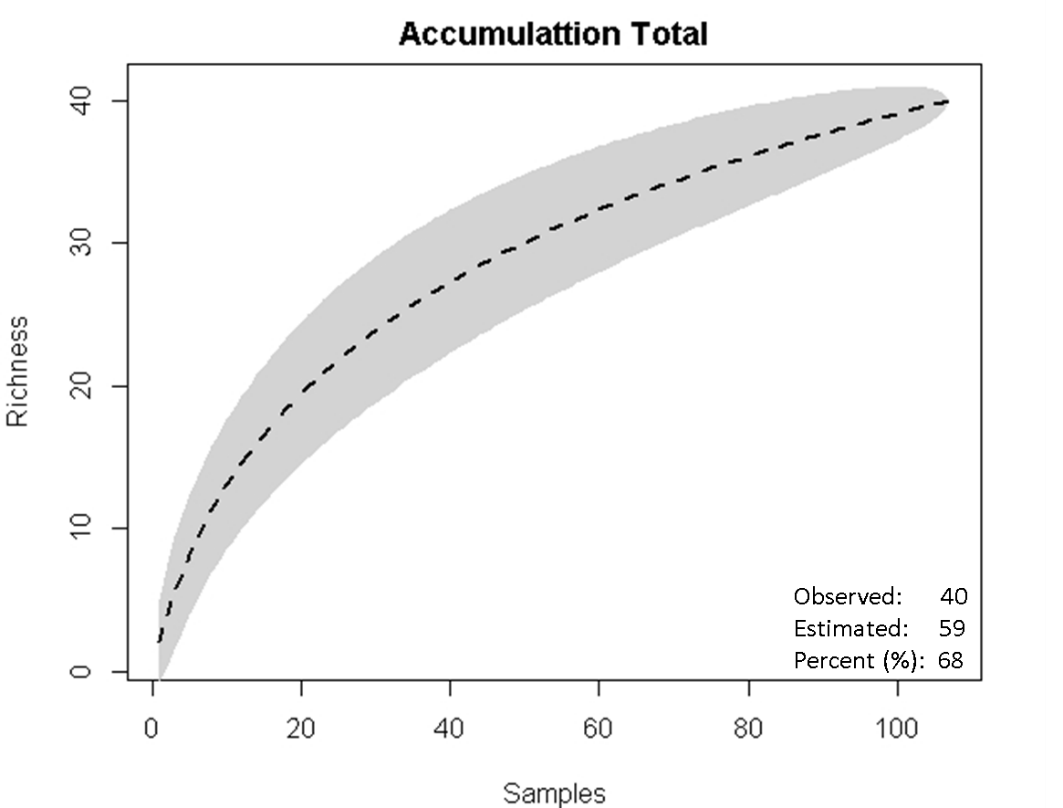 Accumulattion Total
40
30
20
10
0
Richness
Observed: 40
Estimated: 59
Percent (%): 68
0 20 40 60 80 100
Samples